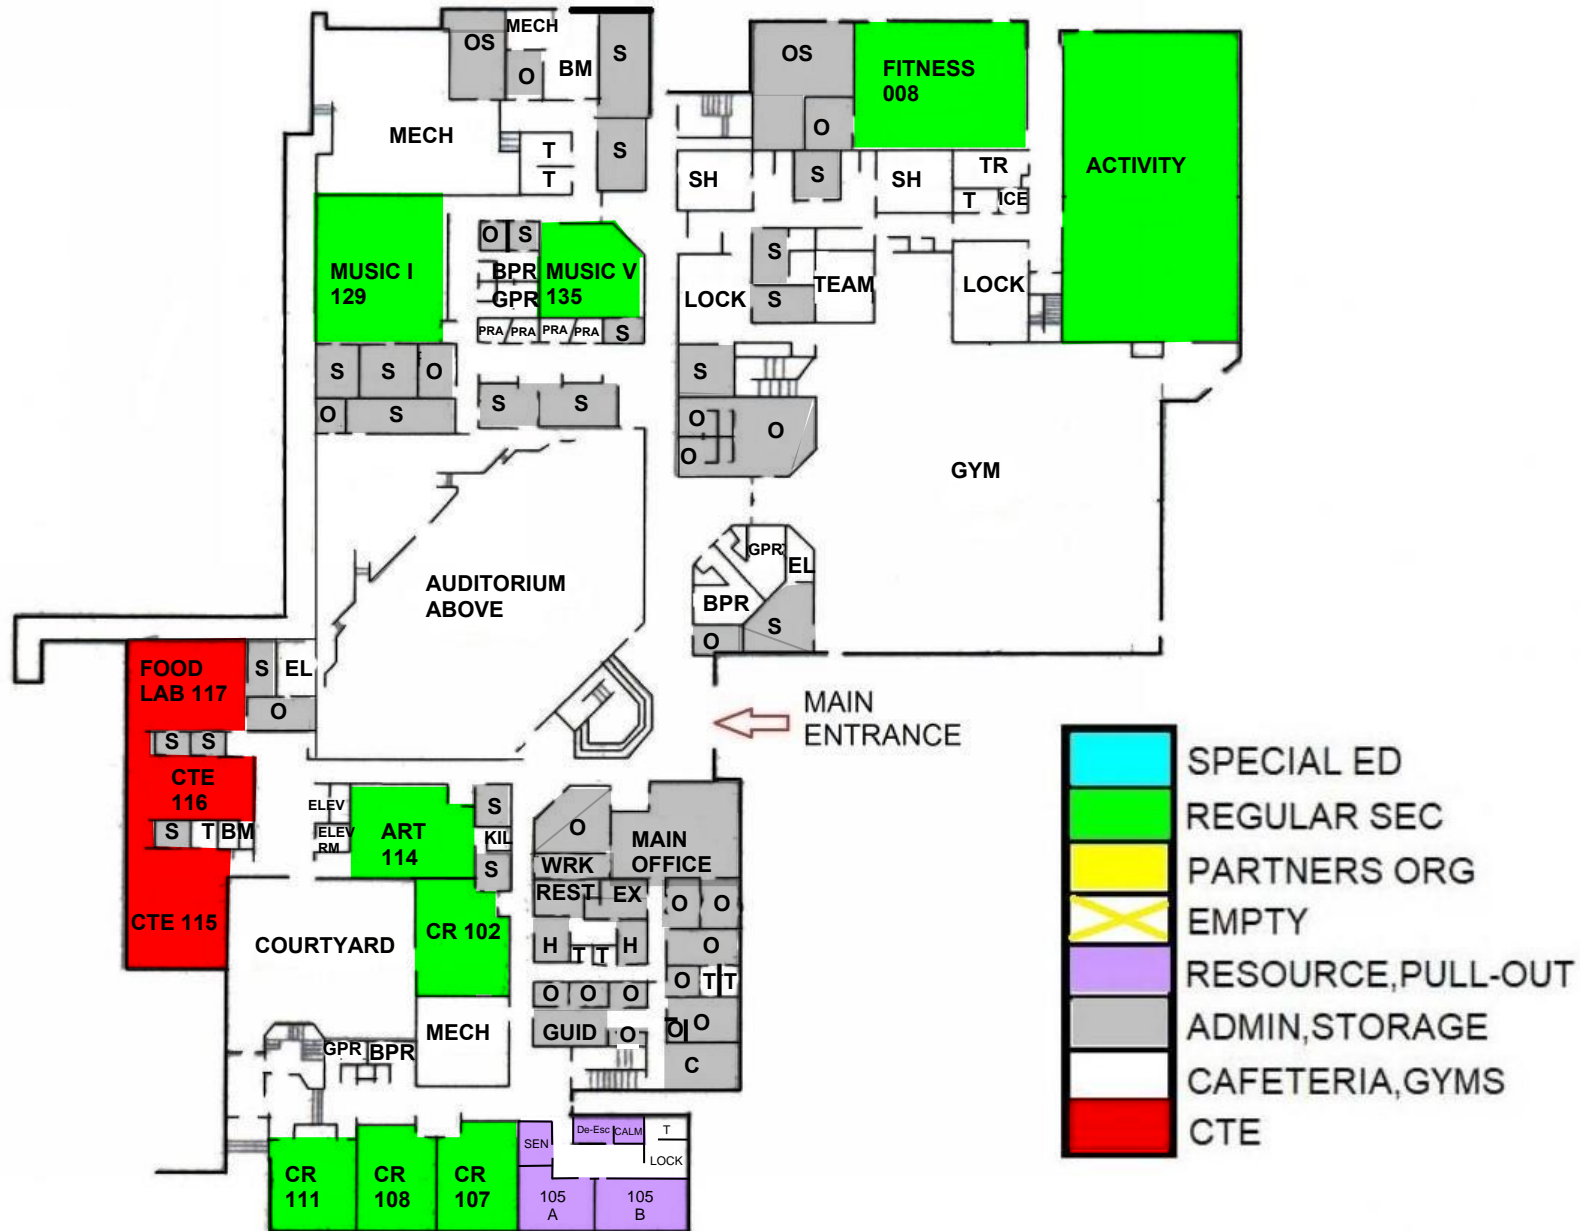 MECH
OS
S
O
BM
OS
FITNESS
008
O
MECH
T
T
S
SH
S
SH
TR
T
ICE
ACTIVITY
O
S
BPR
GPR
MUSIC I
129
MUSIC V
135
PRA
PRA
PRA
PRA
S
LOCK
S
S
TEAM
LOCK
S
S
O
O
S
S
S
S
O
O
O
GYM
AUDITORIUM
ABOVE
GPR
EL
BPR
O
S
FOOD
LAB 117
S
EL
O
S
S
CTE
116
S
T
BM
CTE 115
MAIN
ENTRANCE
ELEV
ELEV
RM
ART
114
S
KIL
S
O
WRK
MAIN
OFFICE
REST
EX
O
O
H
T
T
H
O
O
T
T
CR 102
COURTYARD
O
O
O
GUID
O
O
O
C
MECH
GPR
BPR
SEN
De-Esc
CALM
T
LOCK
CR
111
CR
108
CR
107
105
A
105
B
SPECIAL ED
REGULAR SEC
PARTNERS ORG
EMPTY
RESOURCE,PULL-OUT
ADMIN,STORAGE
CAFETERIA,GYMS
CTE